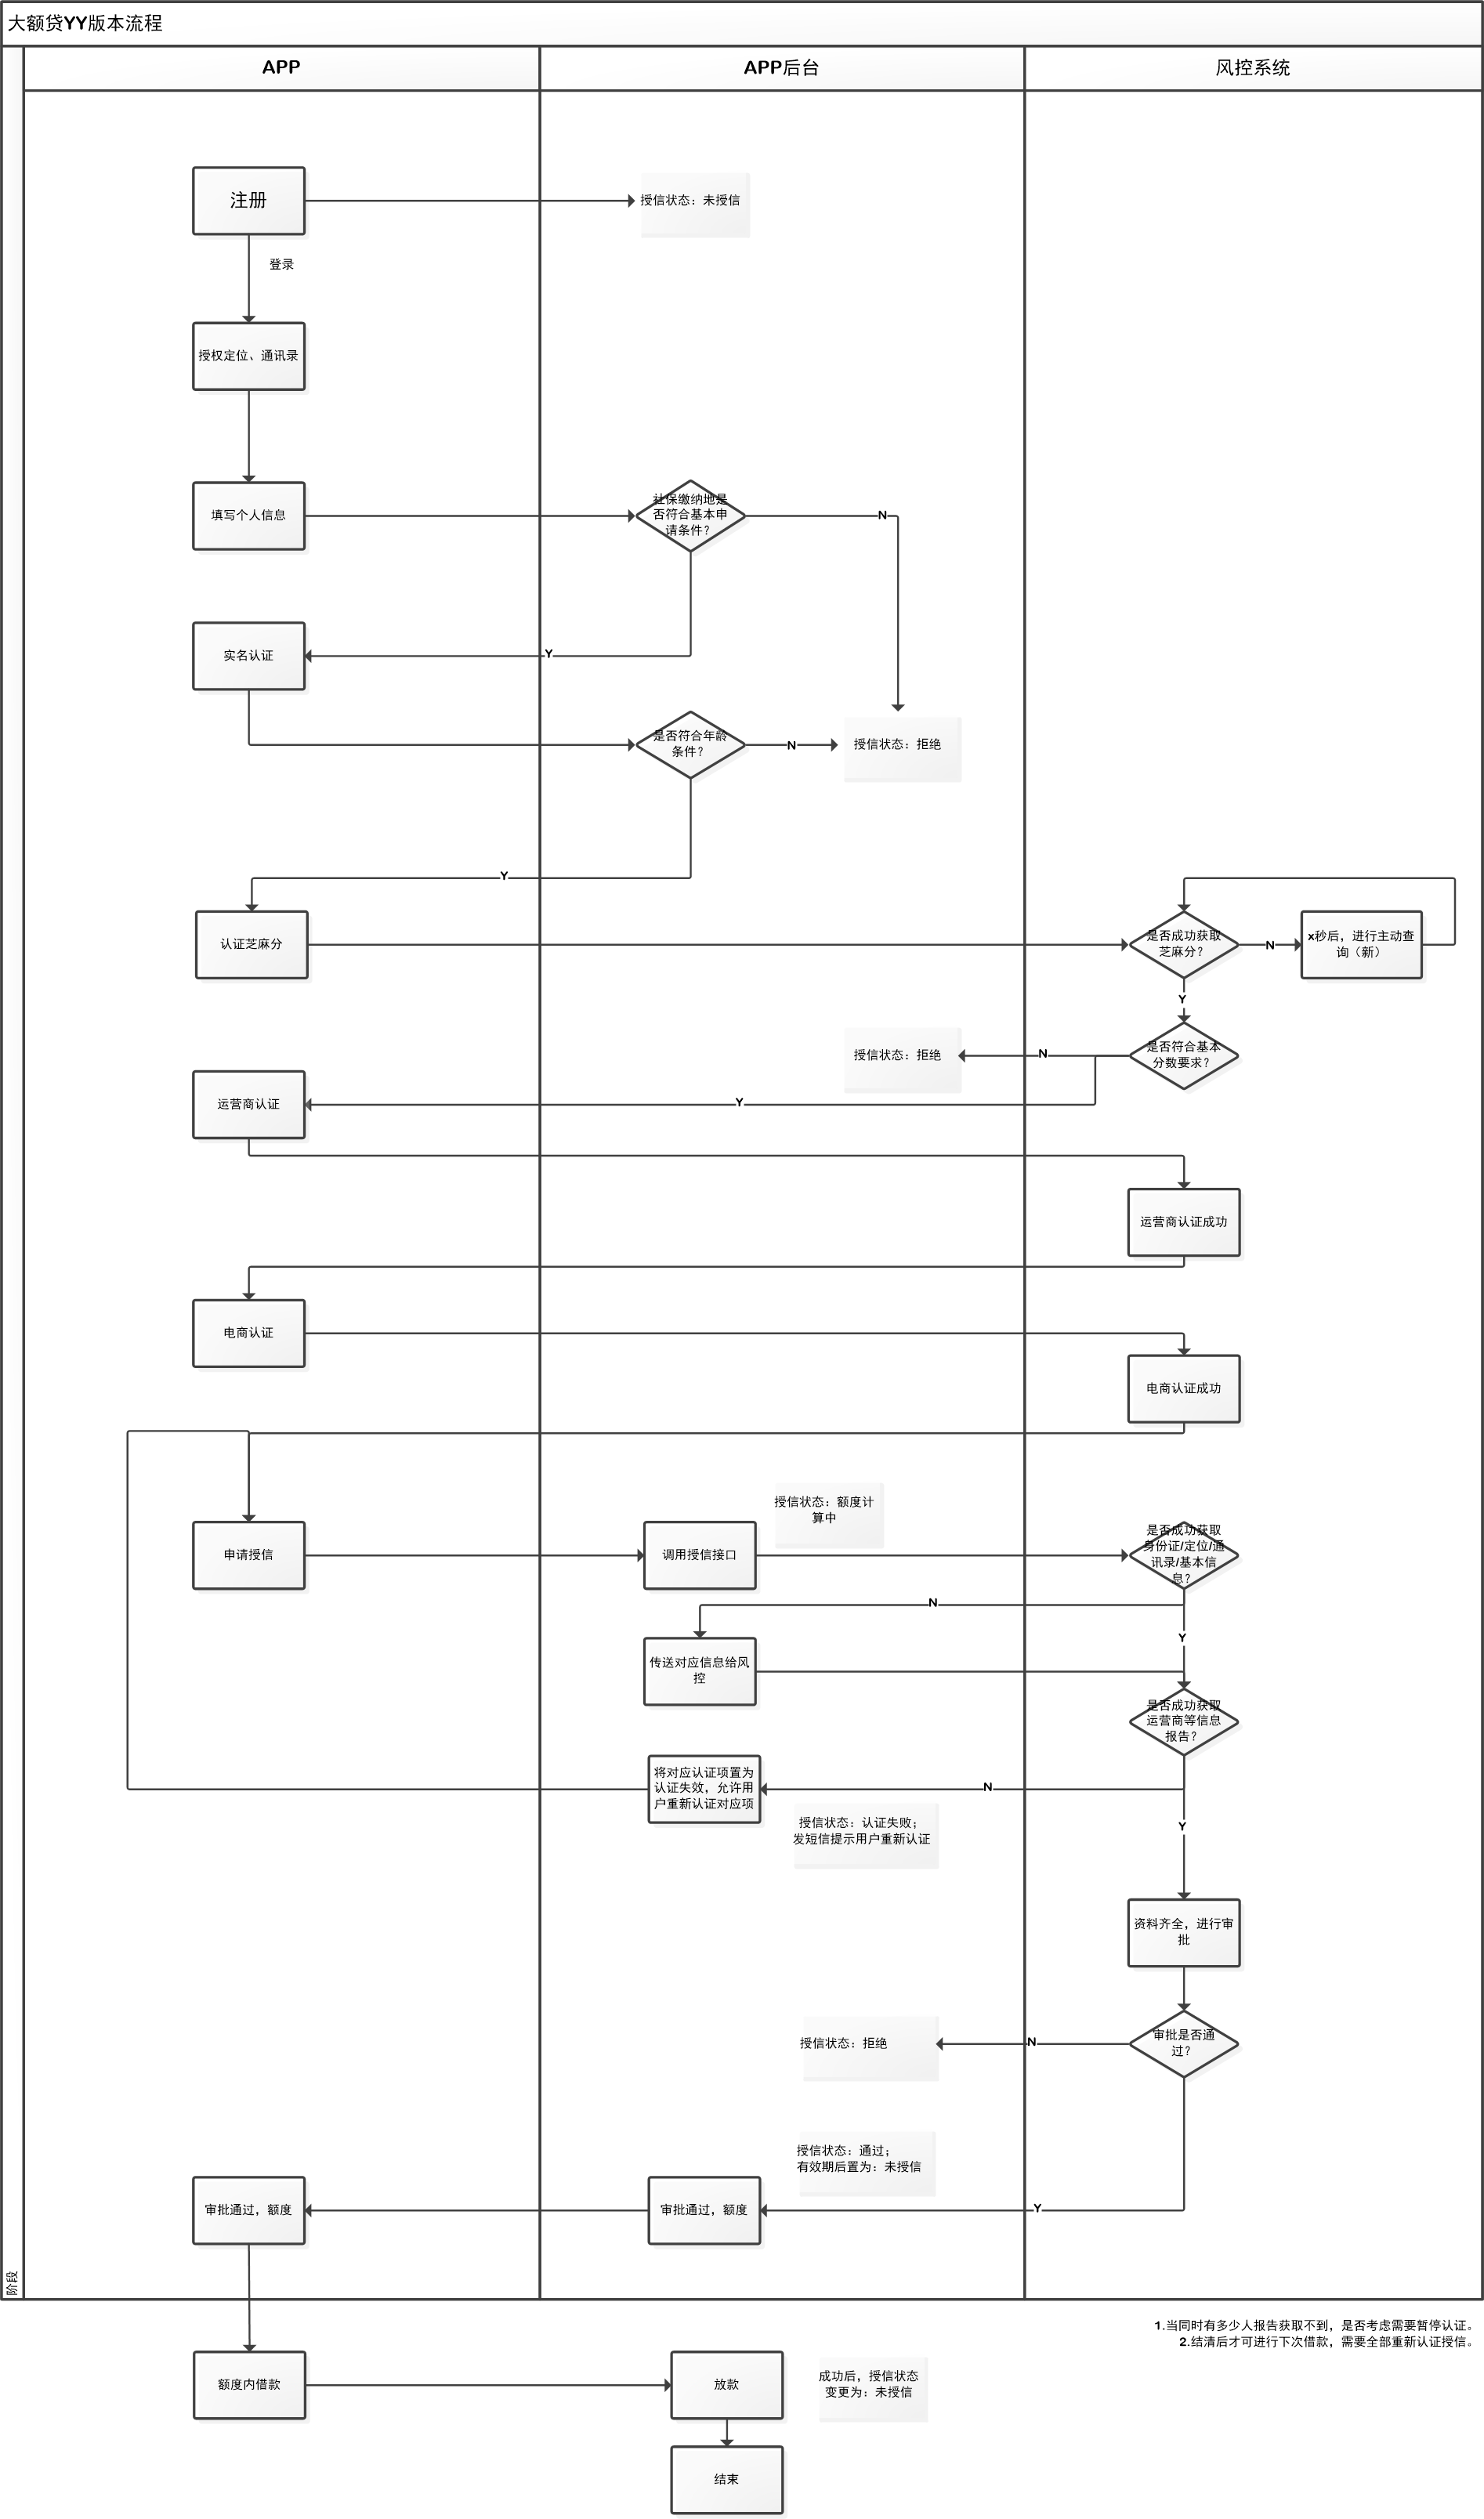 大额贷YY版本流程
APP
APP后台
风控系统
注册
授信状态：未授信
登录
授权定位、通讯录
填写个人信息
社保缴纳地是
否符合基本申
请条件？
N
实名认证
Y
是否符合年龄
条件？
N
授信状态：拒绝
Y
认证芝麻分
是否成功获取
芝麻分？
N
x秒后，进行主动查
询（新）
Y
授信状态：拒绝
N
是否符合基本
分数要求？
运营商认证
Y
运营商认证成功
电商认证
电商认证成功
授信状态：额度计
算中
申请授信
调用授信接口
是否成功获取
身份证/定位/通
讯录/基本信
息？
N
Y
传送对应信息给风
控
是否成功获取
运营商等信息
报告？
将对应认证项置为
认证失效，允许用
户重新认证对应项
N
授信状态：认证失败；
发短信提示用户重新认证
Y
资料齐全，进行审
批
授信状态：拒绝
N
审批是否通
过？
授信状态：通过；
有效期后置为：未授信
审批通过，额度
审批通过，额度
Y
阶段
1.当同时有多少人报告获取不到，是否考虑需要暂停认证。
2.结清后才可进行下次借款，需要全部重新认证授信。
额度内借款
放款
成功后，授信状态
变更为：未授信
结束